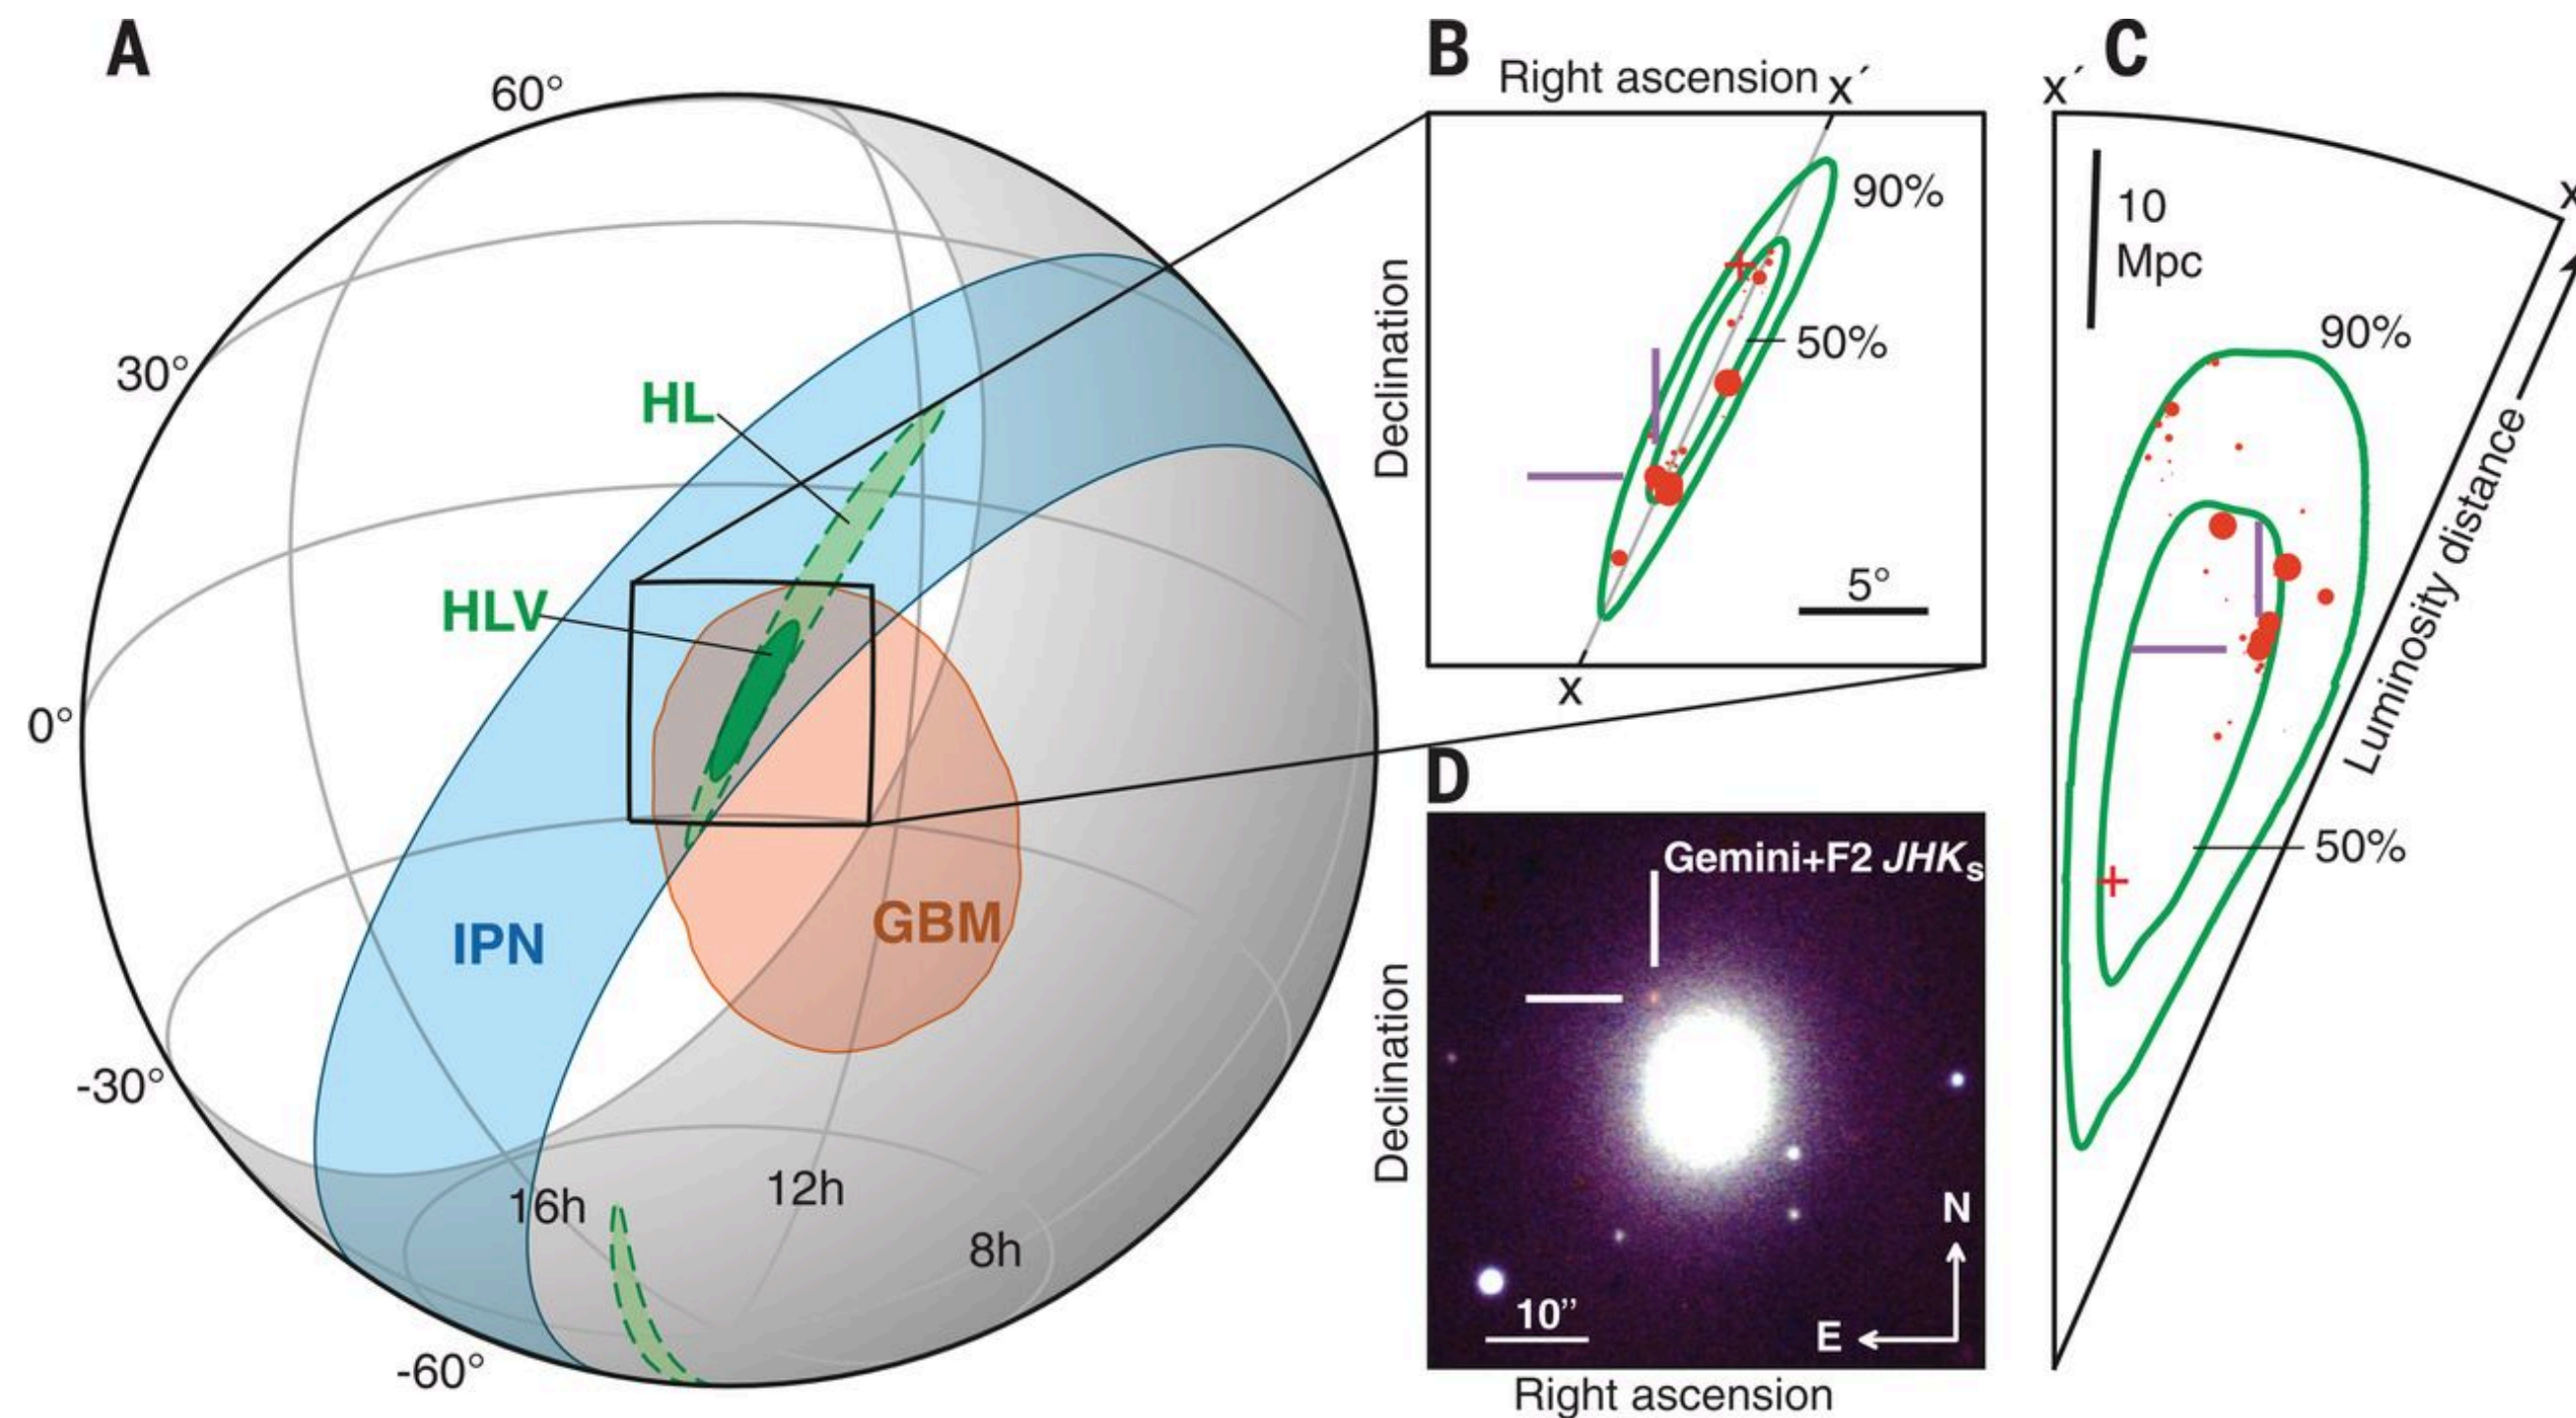 A
60°
30°
0°
-30°
-60°
HL
HLV
IPN
GBM
16h
12h
8h
B
Right ascension
x´
Declination
90%
50%
5°
x
C
x´
x
10
Mpc
90%
Luminosity distance
50%
D
Gemini+F2 JHKs
Declination
N
E
10’’
Right ascension